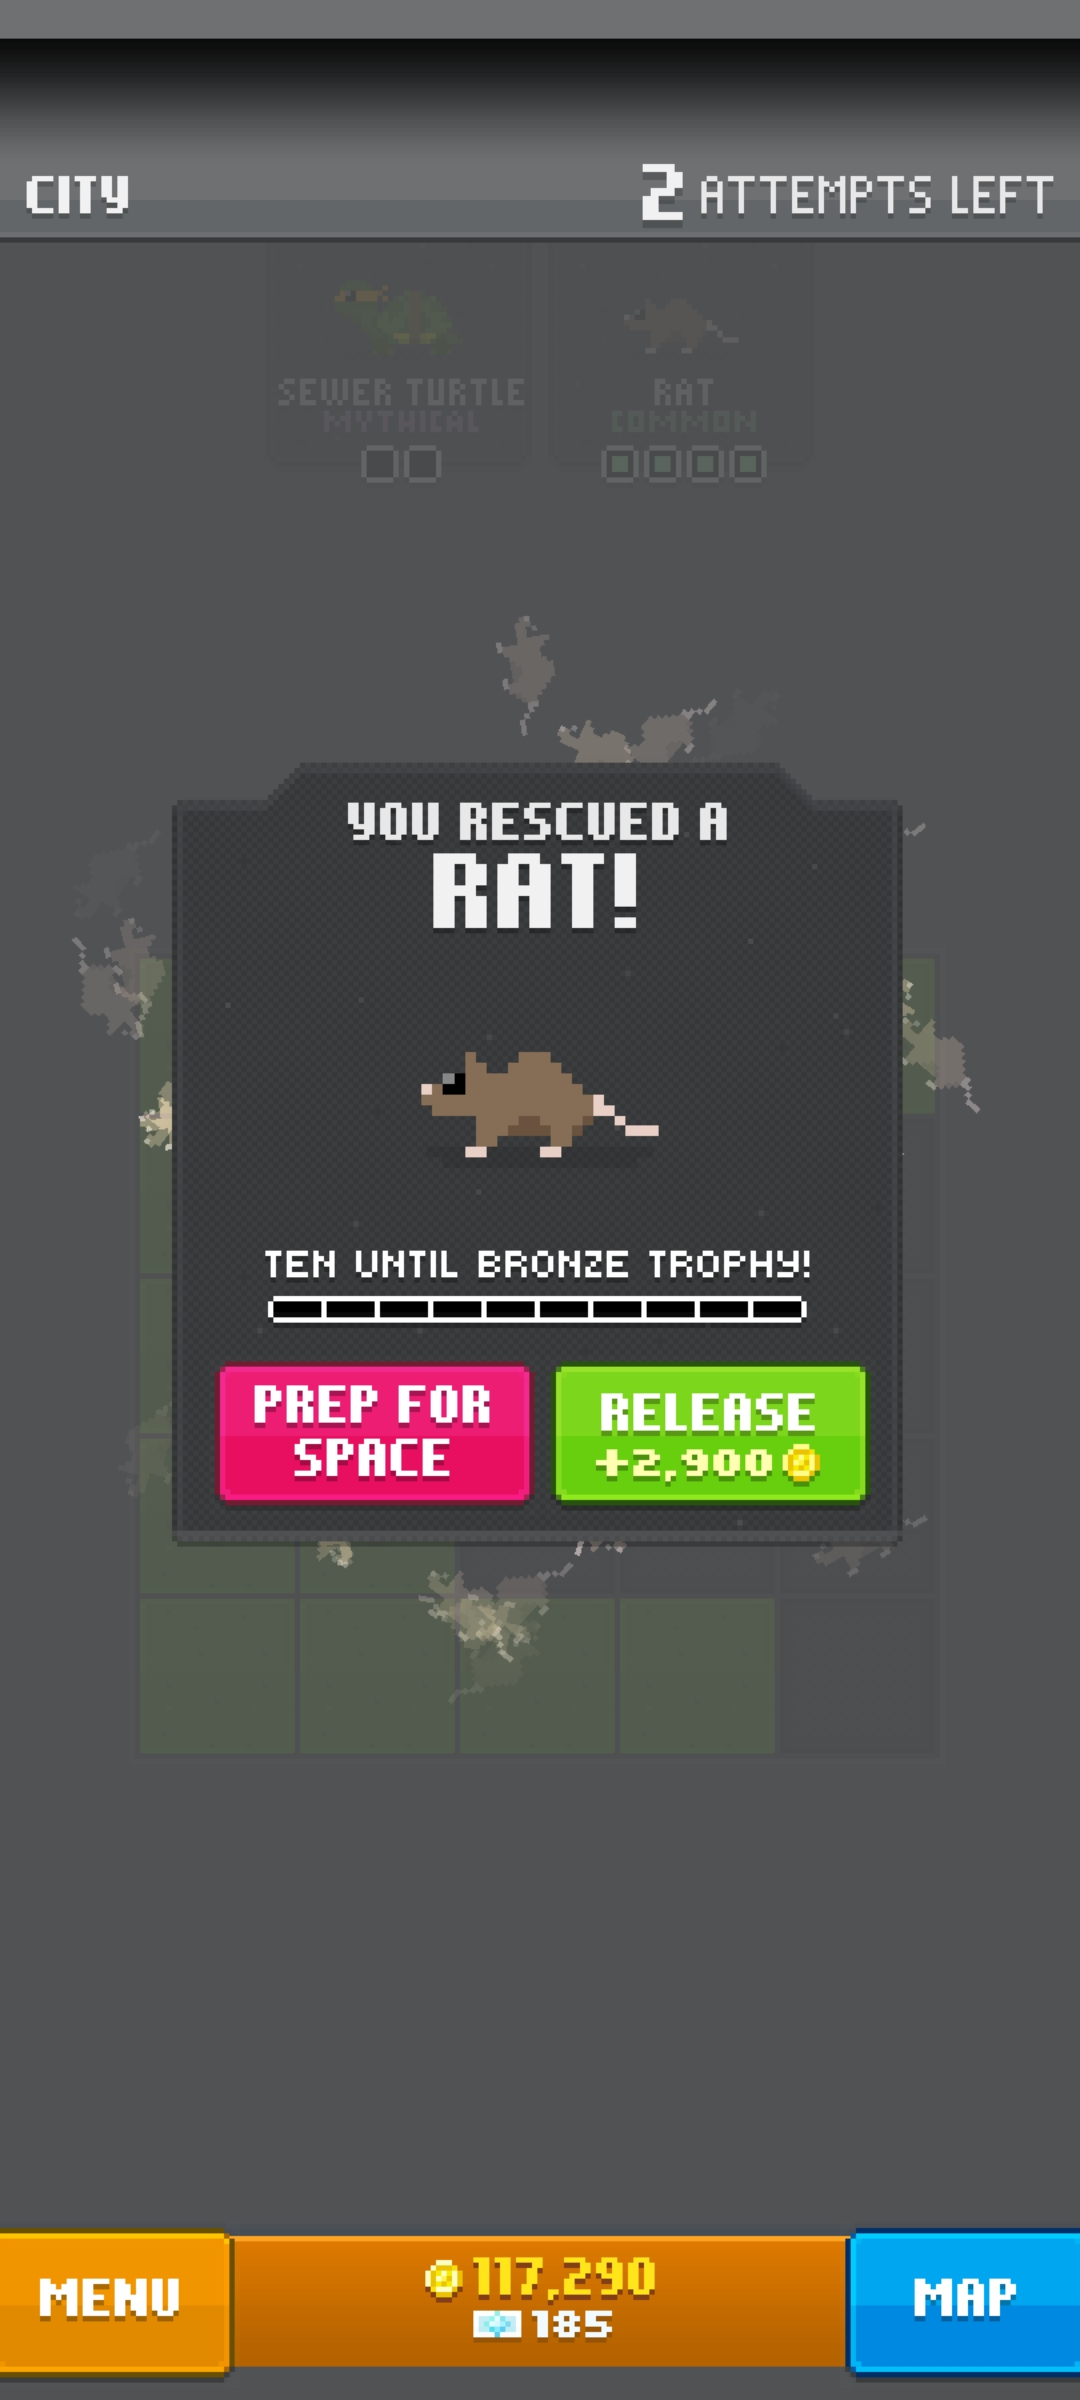 CITY
2 ATTEMPTS LEFT
SEWER TURTLE
MYTHICAL
RAT
COMMON
YOU RESCUED A
RAT!
TEN UNTIL BRONZE TROPHY!
PREP FOR
SPACE
RELEASE
+2,900
MENU
117,290
185
MAP